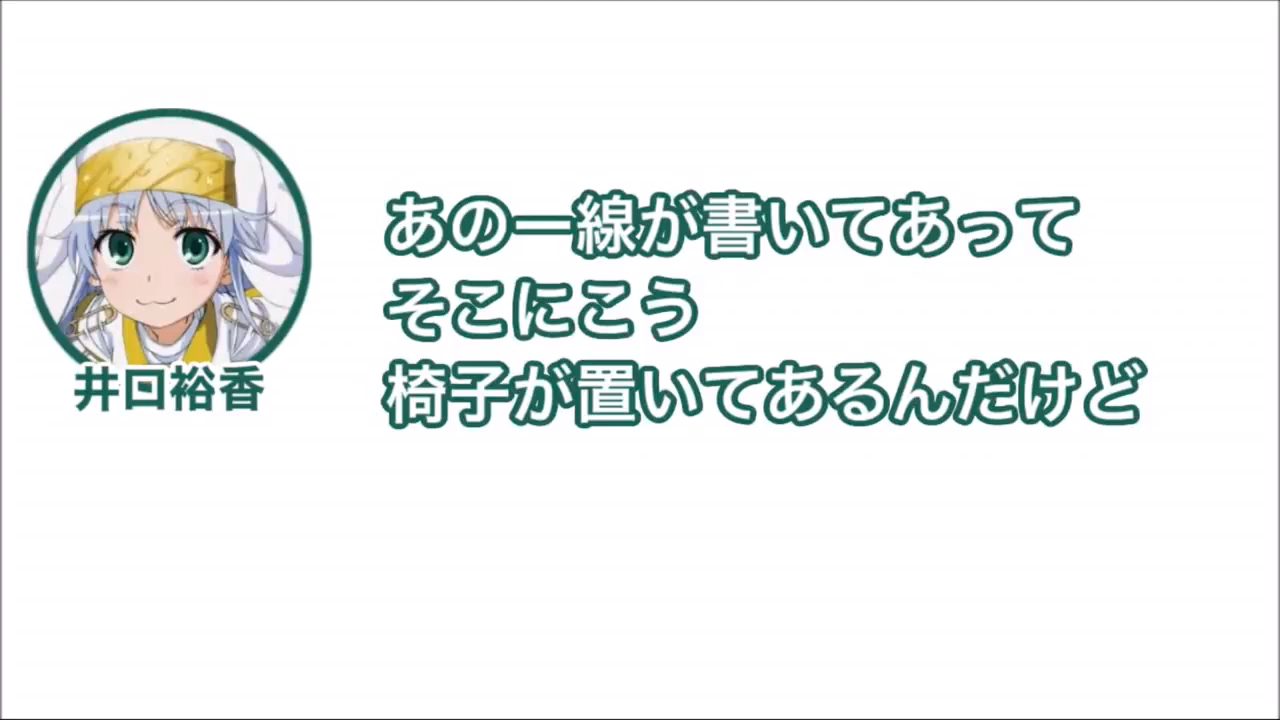 あの一線が書いてあって
そこにこう
椅子が置いてあるんだけど
井口裕香